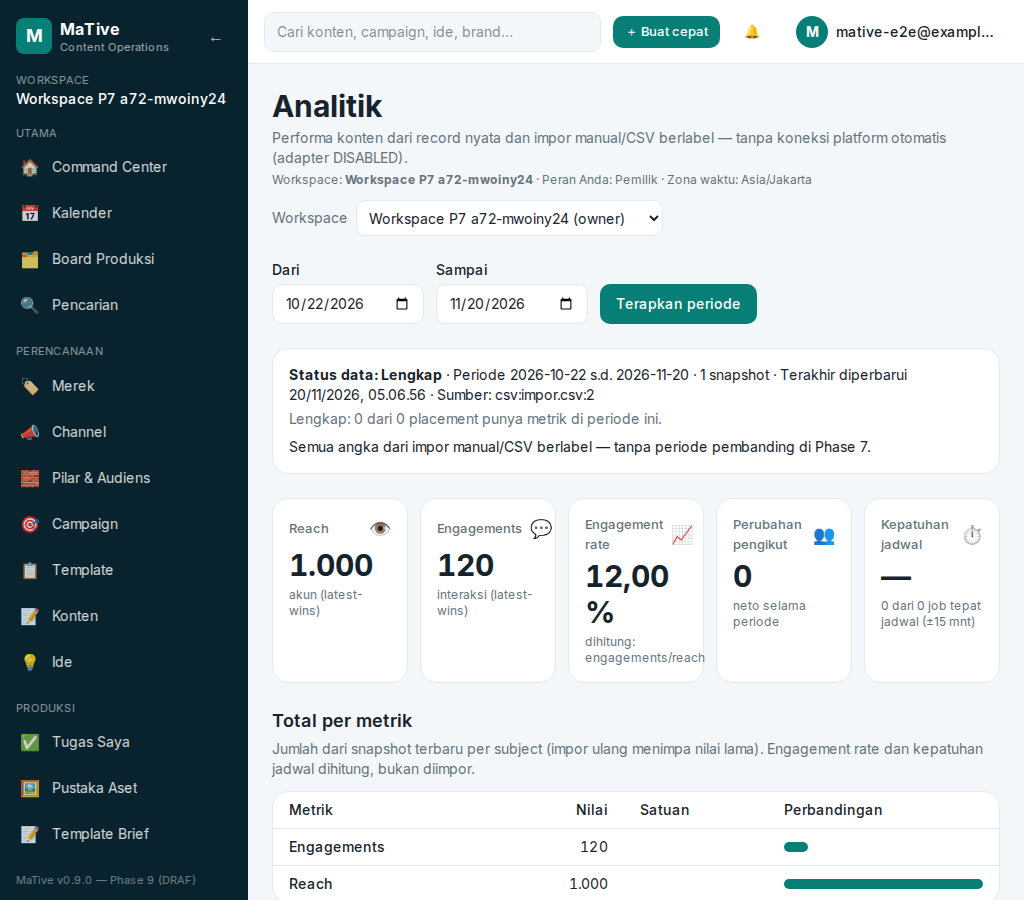 M
MaTive
Content Operations
←
WORKSPACE
Workspace P7 a72-mwoiny24
UTAMA
Command Center
Kalender
Board Produksi
Pencarian
PERENCANAAN
Merek
Channel
Pilar & Audiens
Campaign
Template
Konten
Ide
PRODUKSI
Tugas Saya
Pustaka Aset
Template Brief
MaTive v0.9.0 — Phase 9 (DRAF)
Cari konten, campaign, ide, brand...
+ Buat cepat
M
mative-e2e@exampl...
Analitik
Performa konten dari record nyata dan impor manual/CSV berlabel — tanpa koneksi platform otomatis
(adapter DISABLED).
Workspace: Workspace P7 a72-mwoiny24 · Peran Anda: Pemilik · Zona waktu: Asia/Jakarta
Workspace
Workspace P7 a72-mwoiny24 (owner)
Dari
Sampai
10/22/2026
11/20/2026
Terapkan periode
Status data: Lengkap · Periode 2026-10-22 s.d. 2026-11-20 · 1 snapshot · Terakhir diperbarui
20/11/2026, 05.06.56 · Sumber: csv:impor.csv:2
Lengkap: 0 dari 0 placement punya metrik di periode ini.
Semua angka dari impor manual/CSV berlabel — tanpa periode pembanding di Phase 7.
Reach
1.000
akun (latest-
wins)
Engagements
120
interaksi (latest-
wins)
Engagement
rate
12,00
%
dihitung:
engagements/reach
Perubahan
pengikut
0
neto selama
periode
Kepatuhan
jadwal
—
0 dari 0 job tepat
jadwal (±15 mnt)
Total per metrik
Jumlah dari snapshot terbaru per subject (impor ulang menimpa nilai lama). Engagement rate dan kepatuhan
jadwal dihitung, bukan diimpor.
Metrik Nilai Satuan Perbandingan
Engagements 120
Reach 1.000